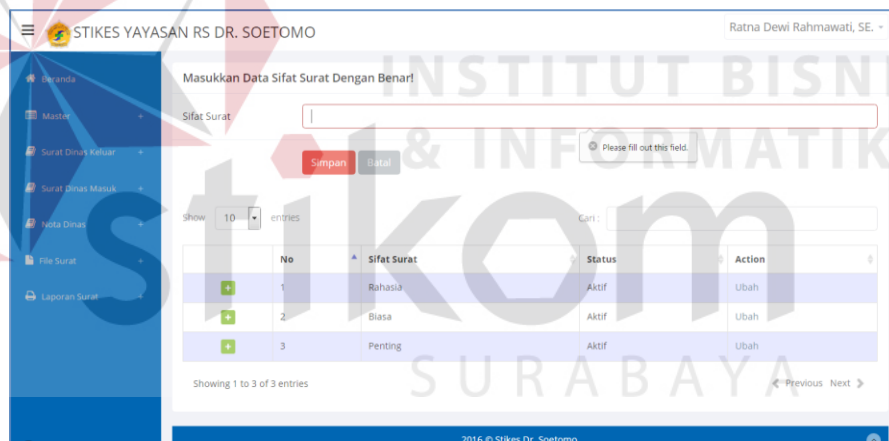 STIKES YAYASAN RS DR. SOETOMO
Ratna Dewi Rahmawati, SE.
Beranda
Master +
Surat Dinas Keluar +
Surat Dinas Masuk +
Nota Dinas +
File Surat +
Laporan Surat +
Masukkan Data Sifat Surat Dengan Benar!
Sifat Surat
Please fill out this field.
Simpan Batal
Show 10 entries
Cari :
No Sifat Surat Status Action
+ 1 Rahasia Aktif Ubah
+ 2 Biasa Aktif Ubah
+ 3 Penting Aktif Ubah
Showing 1 to 3 of 3 entries
Previous Next
2016 © Stikes Dr. Soetomo
INSTITUT BISNI
& INFORMATIK
stikom
SURABAYA